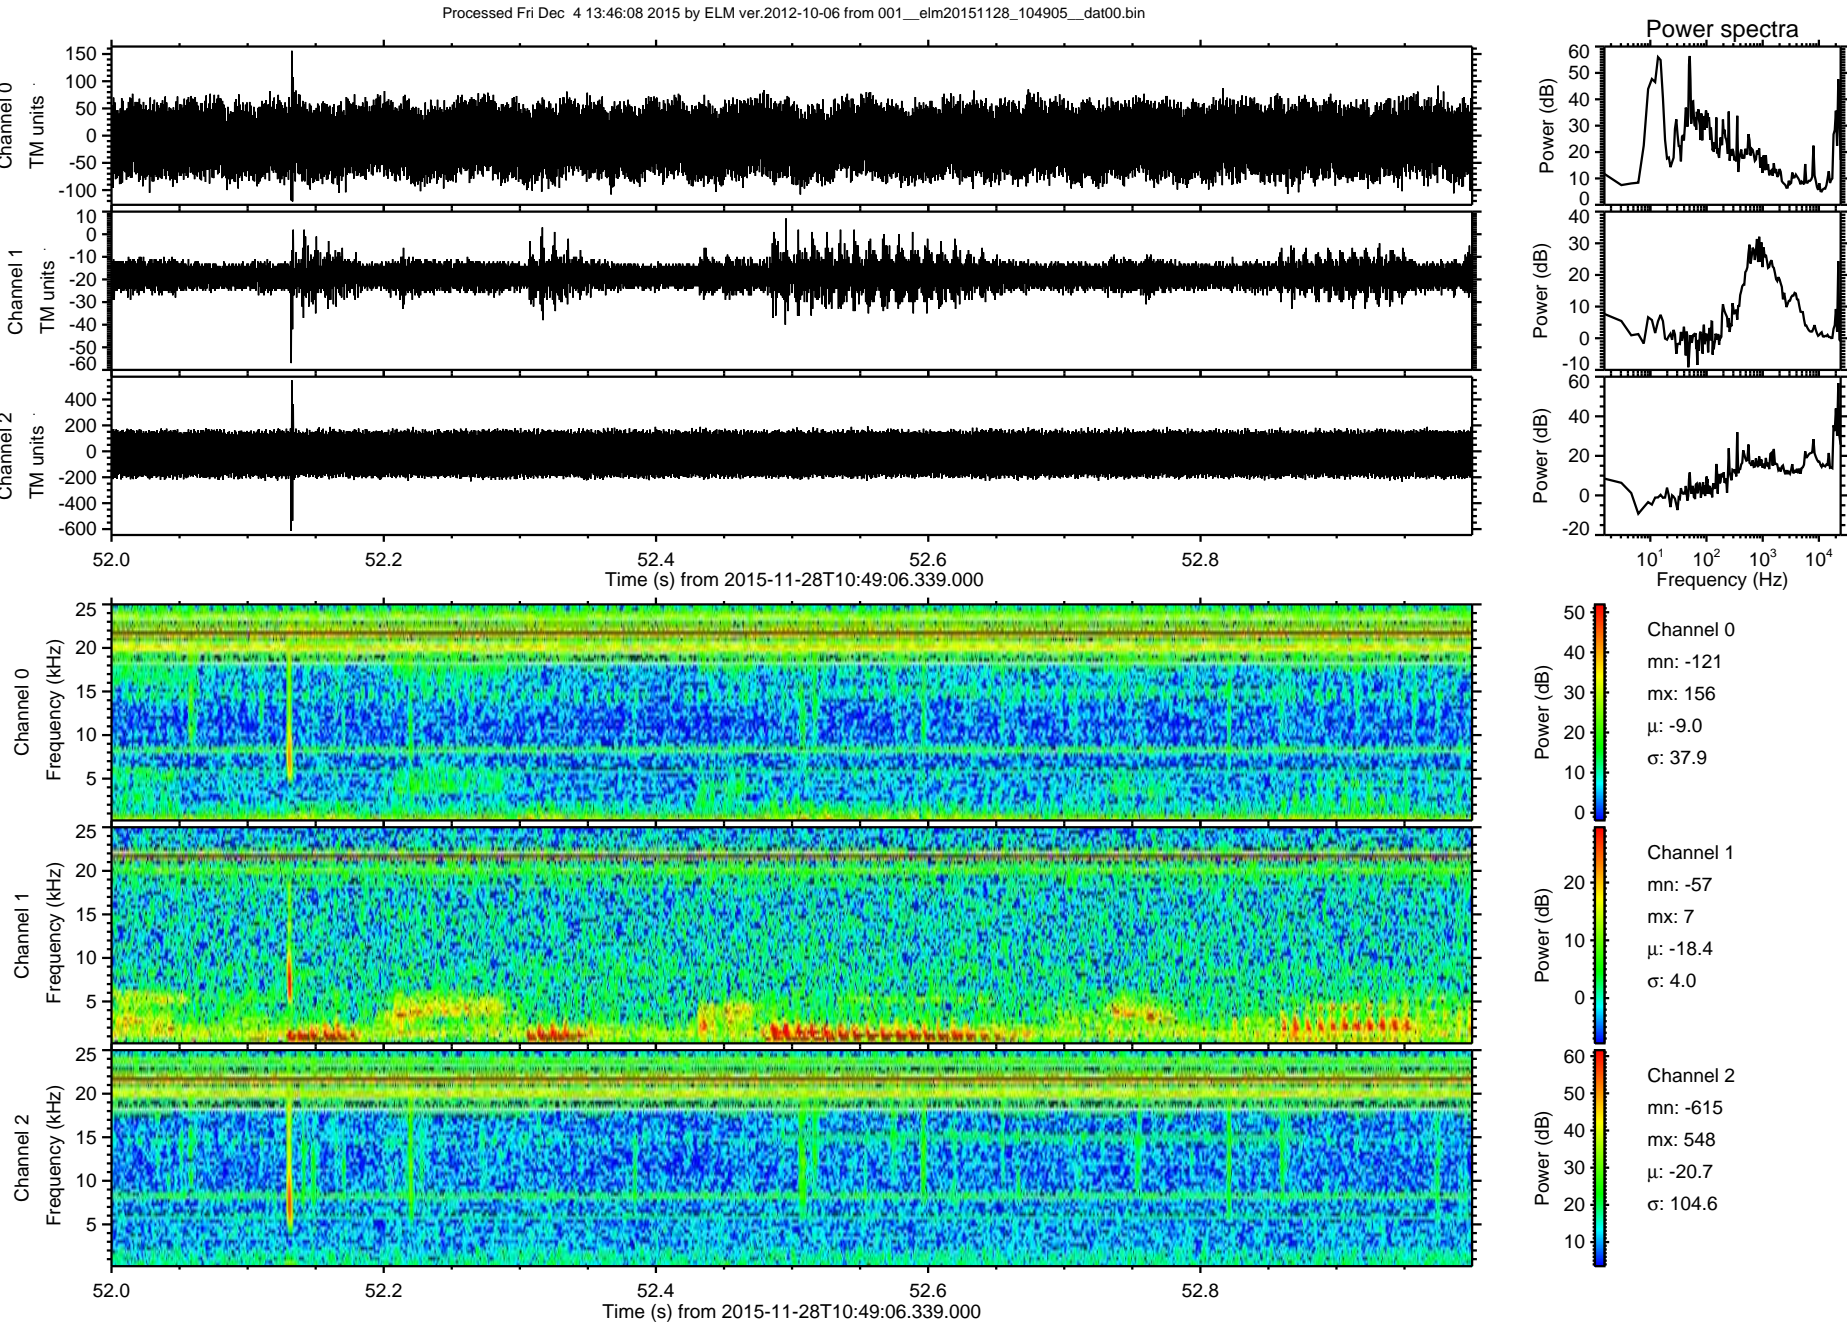 Processed Fri Dec 4 13:46:08 2015 by ELM ver.2012-10-06 from 001__elm20151128_104905__dat00.bin
Power spectra
Channel 0
TM units
150
100
50
0
-50
-100
Power (dB)
60
50
40
30
20
10
0
Channel 1
TM units
10
0
-10
-20
-30
-40
-50
-60
Power (dB)
40
30
20
10
0
-10
Channel 2
TM units
400
200
0
-200
-400
-600
Power (dB)
60
40
20
0
-20
52.0 52.2 52.4 52.6 52.8
Time (s) from 2015-11-28T10:49:06.339.000
10¹ 10² 10³ 10⁴
Frequency (Hz)
Channel 0
Frequency (kHz)
25
20
15
10
5
Power (dB)
50
40
30
20
10
0
Channel 0
mn: -121
mx: 156
μ: -9.0
σ: 37.9
Channel 1
Frequency (kHz)
25
20
15
10
5
Power (dB)
20
10
0
Channel 1
mn: -57
mx: 7
μ: -18.4
σ: 4.0
Channel 2
Frequency (kHz)
25
20
15
10
5
Power (dB)
60
50
40
30
20
10
Channel 2
mn: -615
mx: 548
μ: -20.7
σ: 104.6
52.0 52.2 52.4 52.6 52.8
Time (s) from 2015-11-28T10:49:06.339.000